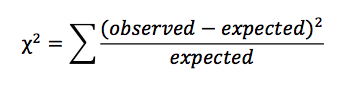 χ² = ∑ (observed − expected)² / expected